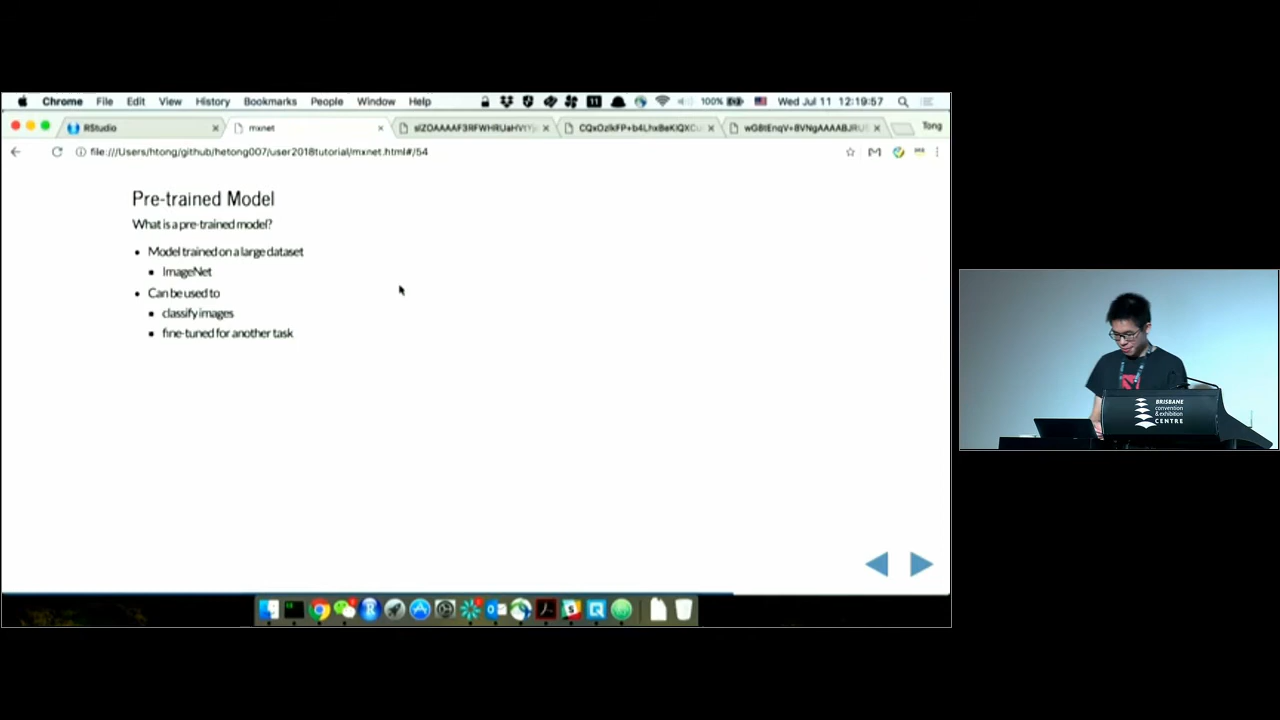 Chrome File Edit View History Bookmarks People Window Help 11 100% Wed Jul 11 12:19:57
RStudio mxnet Tong
file:///Users/htong/github/hetong007/user2018tutorial/mxnet.html#/54
Pre-trained Model
What is a pre-trained model?
Model trained on a large dataset
ImageNet
Can be used to
classify images
fine-tuned for another task
BRISBANE
convention
& exhibition
CENTRE